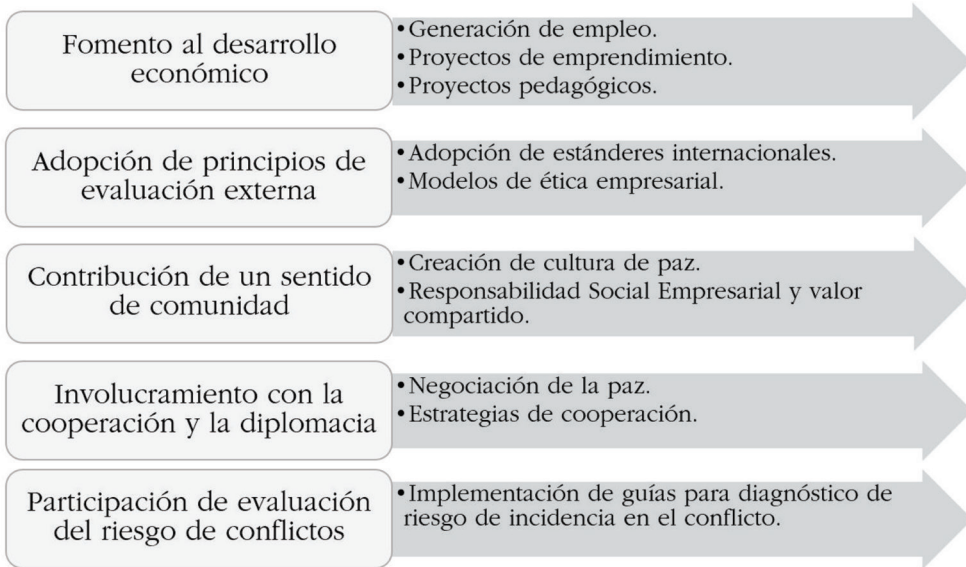 Fomento al desarrollo
económico
•Generación de empleo.
•Proyectos de emprendimiento.
•Proyectos pedagógicos.
Adopción de principios de
evaluación externa
•Adopción de estánderes internacionales.
•Modelos de ética empresarial.
Contribución de un sentido
de comunidad
•Creación de cultura de paz.
•Responsabilidad Social Empresarial y valor
compartido.
Involucramiento con la
cooperación y la diplomacia
•Negociación de la paz.
•Estrategias de cooperación.
Participación de evaluación
del riesgo de conflictos
•Implementación de guías para diagnóstico de
riesgo de incidencia en el conflicto.